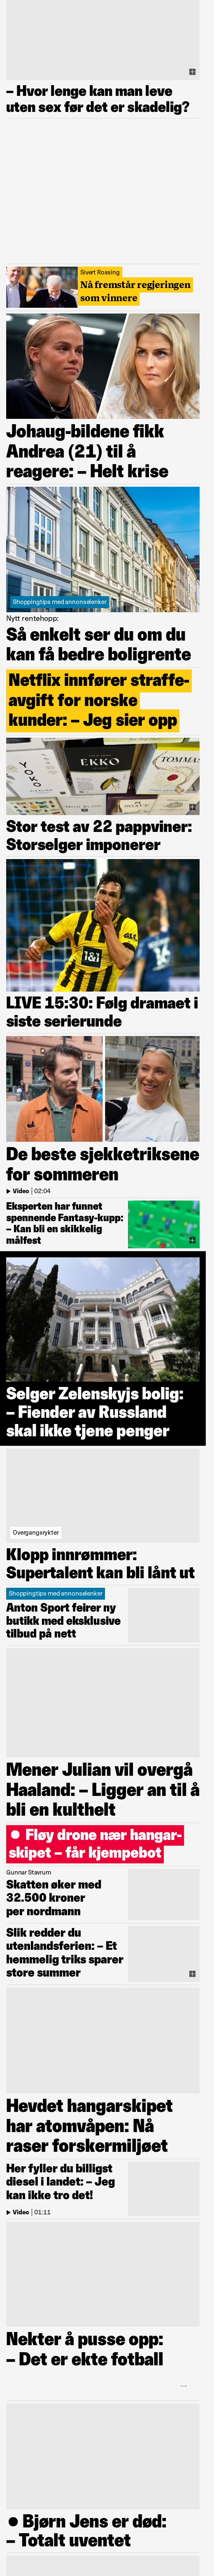 – Hvor lenge kan man leve
uten sex før det er skadelig?
Sivert Rossing
Nå fremstår regjeringen
som vinnere
Johaug-bildene fikk
Andrea (21) til å
reagere: – Helt krise
Shoppingtips med annonselenker
Nytt rentehopp:
Så enkelt ser du om du
kan få bedre boligrente
Netflix innfører straffe-
avgift for norske
kunder: – Jeg sier opp
YOKO
EKKO
TOMMAS
Stor test av 22 pappviner:
Storselger imponerer
1&1
LIVE 15:30: Følg dramaet i
siste serierunde
De beste sjekketriksene
for sommeren
Video | 02:04
Eksperten har funnet
spennende Fantasy-kupp:
– Kan bli en skikkelig
målfest
Selger Zelenskyjs bolig:
– Fiender av Russland
skal ikke tjene penger
Overgangsrykter
Klopp innrømmer:
Supertalent kan bli lånt ut
Shoppingtips med annonselenker
Anton Sport feirer ny
butikk med eksklusive
tilbud på nett
Mener Julian vil overgå
Haaland: – Ligger an til å
bli en kulthelt
● Fløy drone nær hangar-
skipet – får kjempebot
Gunnar Stavrum
Skatten øker med
32.500 kroner
per nordmann
Slik redder du
utenlandsferien: – Et
hemmelig triks sparer
store summer
Hevdet hangarskipet
har atomvåpen: Nå
raser forskermiljøet
Her fyller du billigst
diesel i landet: – Jeg
kan ikke tro det!
Video | 01:11
Nekter å pusse opp:
– Det er ekte fotball
● Bjørn Jens er død:
– Totalt uventet